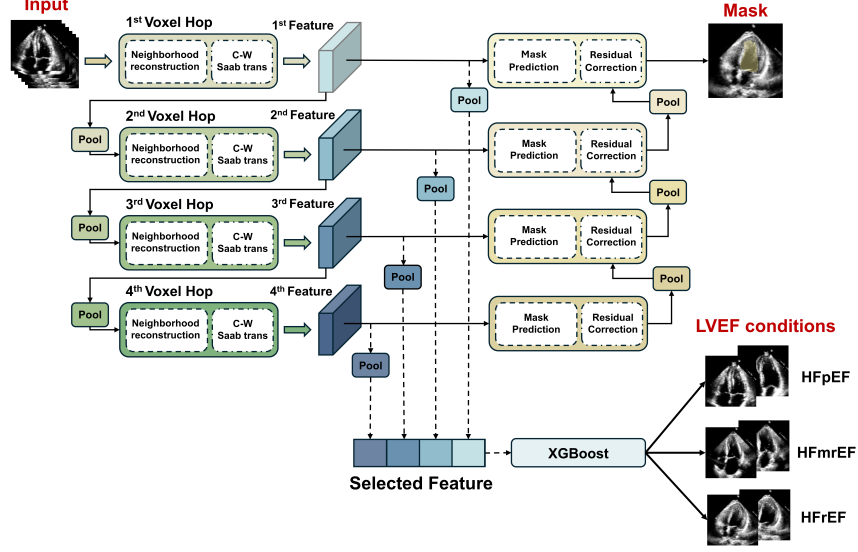 Input
1st Voxel Hop
1st Feature
Mask
Neighborhood
reconstruction
C-W
Saab trans
Mask
Prediction
Residual
Correction
Pool
Pool
Pool
2nd Voxel Hop
2nd Feature
Neighborhood
reconstruction
C-W
Saab trans
Mask
Prediction
Residual
Correction
Pool
Pool
Pool
3rd Voxel Hop
3rd Feature
Neighborhood
reconstruction
C-W
Saab trans
Mask
Prediction
Residual
Correction
Pool
Pool
Pool
4th Voxel Hop
4th Feature
Neighborhood
reconstruction
C-W
Saab trans
Mask
Prediction
Residual
Correction
Pool
LVEF conditions
HFpEF
XGBoost
HFmrEF
Selected Feature
HFrEF